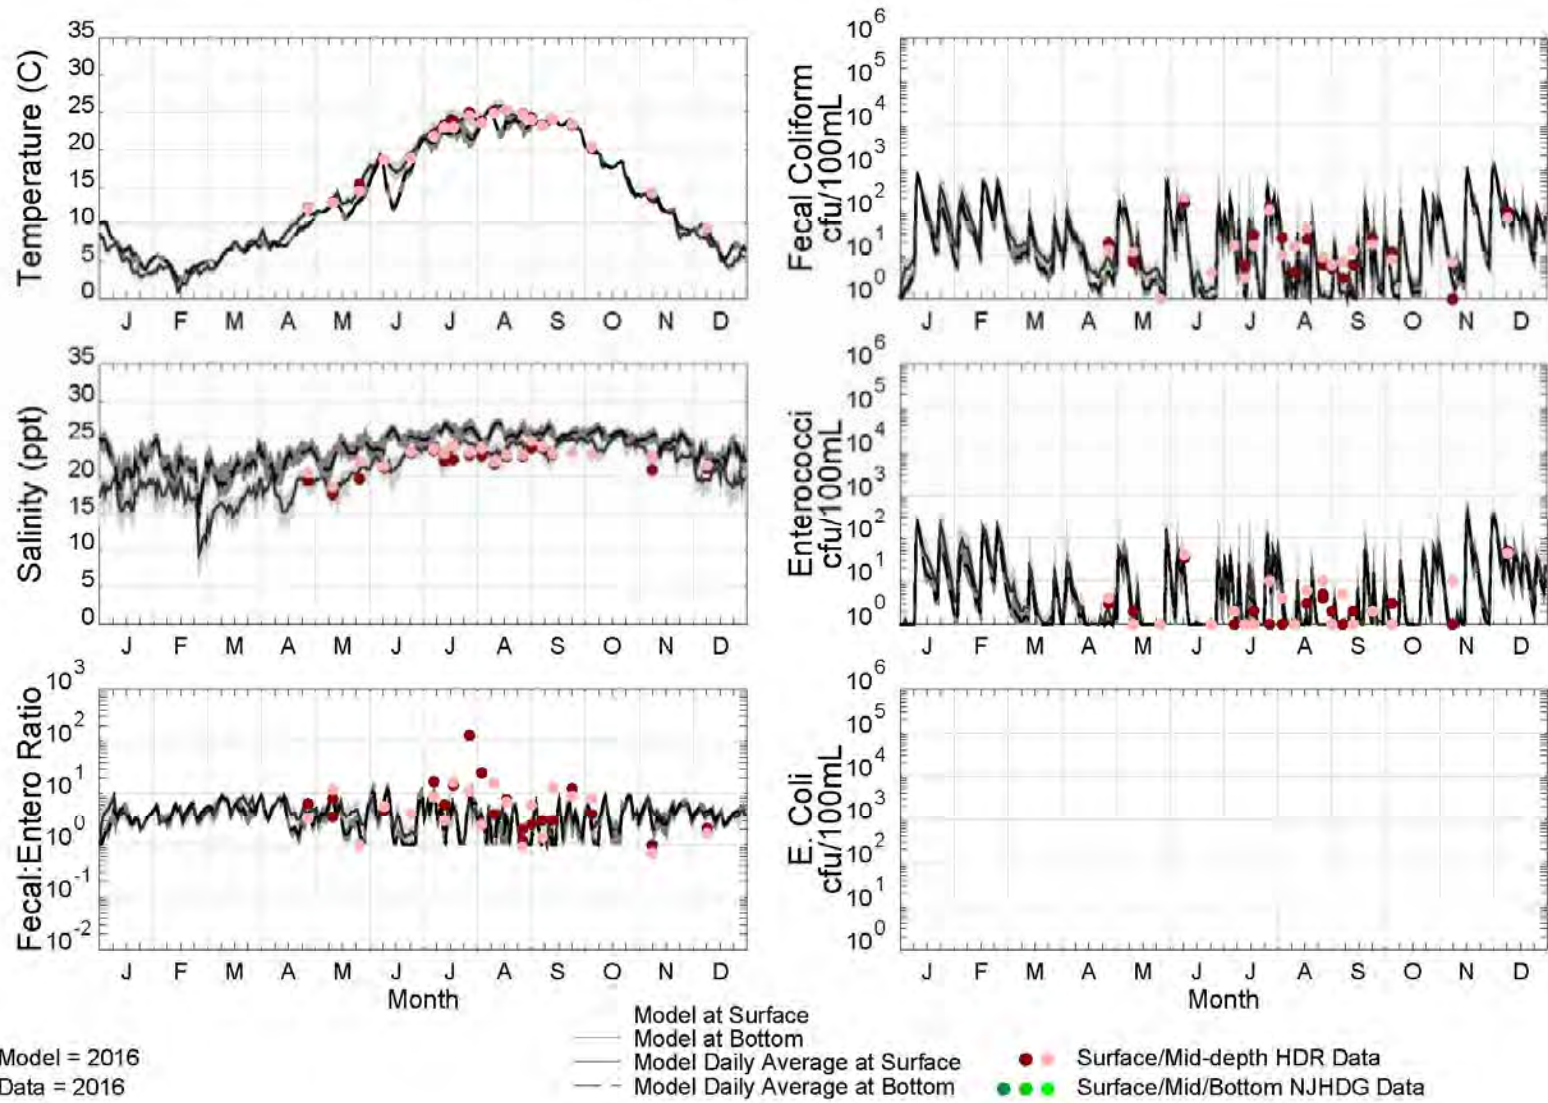 Temperature (C)
35
30
25
20
15
10
5
0
J F M A M J J A S O N D
Fecal Coliform
cfu/100mL
10^6
10^5
10^4
10^3
10^2
10^1
10^0
J F M A M J J A S O N D
Salinity (ppt)
35
30
25
20
15
10
5
0
J F M A M J J A S O N D
Enterococci
cfu/100mL
10^6
10^5
10^4
10^3
10^2
10^1
10^0
J F M A M J J A S O N D
Fecal:Entero Ratio
10^3
10^2
10^1
10^0
10^-1
10^-2
J F M A M J J A S O N D
Month
E. Coli
cfu/100mL
10^6
10^5
10^4
10^3
10^2
10^1
10^0
J F M A M J J A S O N D
Month
Model = 2016
Data = 2016
Model at Surface
Model at Bottom
Model Daily Average at Surface
Model Daily Average at Bottom
Surface/Mid-depth HDR Data
Surface/Mid/Bottom NJHDG Data